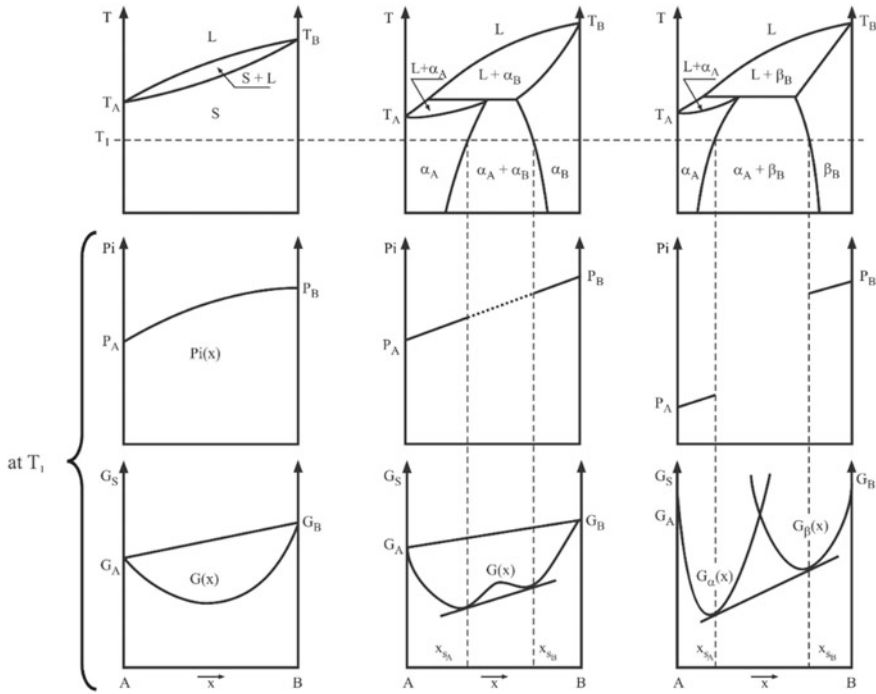 T L T_B
S + L
T_A S
T_1
T L T_B
L+α_A L + α_B
T_A
α_A α_A + α_B α_B
T L T_B
L+α_A L + β_B
T_A
α_A α_A + β_B β_B
Pi
P_B
P_A Pi(x)
Pi
P_B
P_A
Pi
P_B
P_A
at T_1
G_S
G_B
G_A G(x)
A x B
G_S
G_B
G_A G(x)
x_{s_A} x_{s_B}
A x B
G_S G_B
G_A
G_β(x)
G_α(x)
x_{s_A} x_{s_B}
A x B